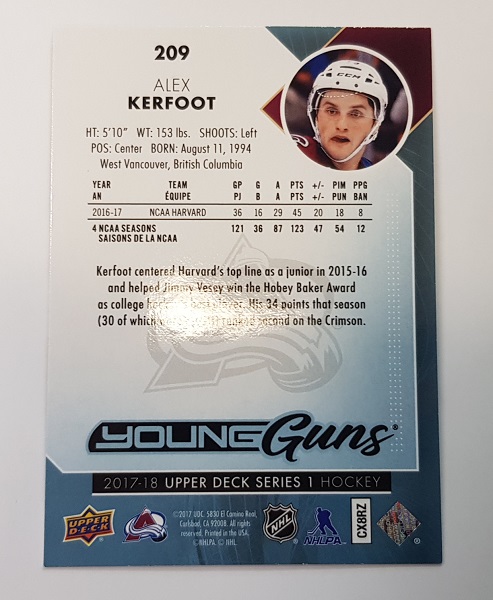 209
ALEX
KERFOOT
HT: 5'10" WT: 153 lbs. SHOOTS: Left
POS: Center BORN: August 11, 1994
West Vancouver, British Columbia
YEAR TEAM GP G A PTS +/- PIM PPG
AN ÉQUIPE PJ B A PTS +/- PUN BAN
2016-17 NCAA HARVARD 36 16 29 45 20 18 8
4 NCAA SEASONS 121 36 87 123 47 54 12
SAISONS DE LA NCAA
Kerfoot centered Harvard's top line as a junior in 2015-16
and helped Jimmy Vesey win the Hobey Baker Award
as college best player. His 34 points that season
(30 of which ranked second on the Crimson.
YOUNG Guns®
2017-18 UPPER DECK SERIES 1 HOCKEY
UPPER DECK
©2017 UDC. 5830 El Camino Real,
Carlsbad, CA 92008. All rights
reserved. Printed in the USA.
©NHLPA. © NHL.
NHL
NHLPA
CX8RZ
CCM